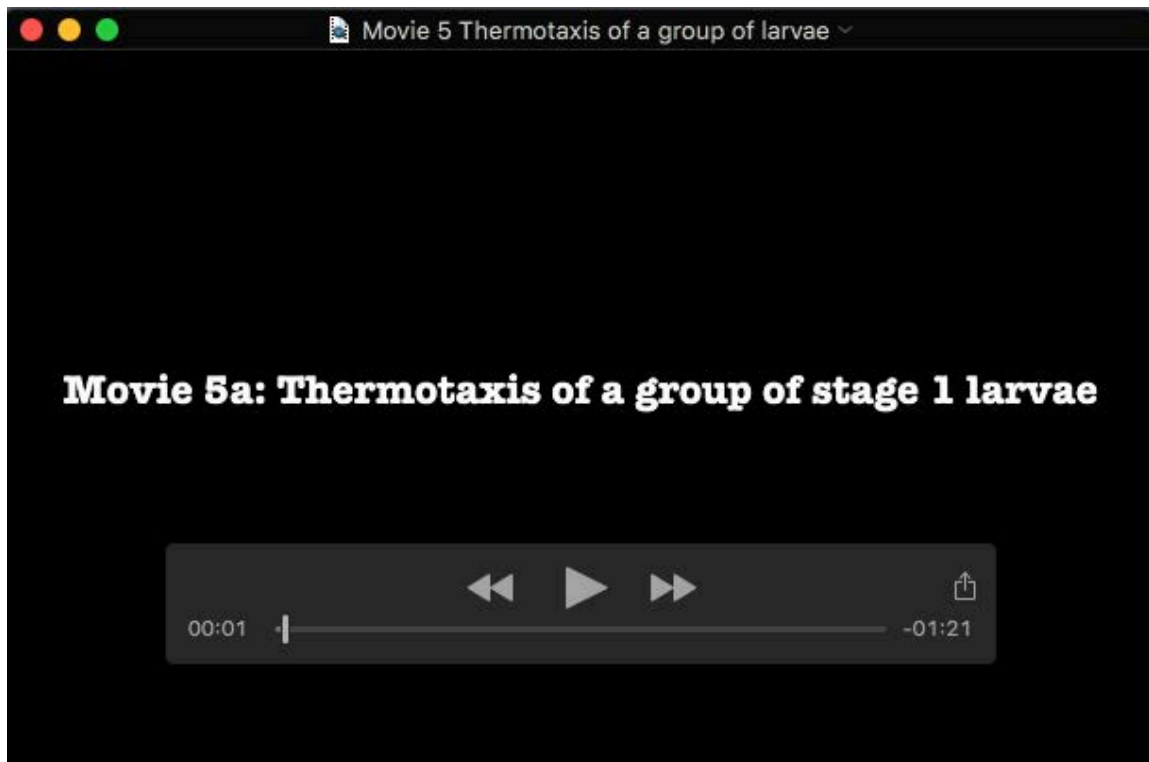 Movie 5 Thermotaxis of a group of larvae
Movie 5a: Thermotaxis of a group of stage 1 larvae
00:01 -01:21